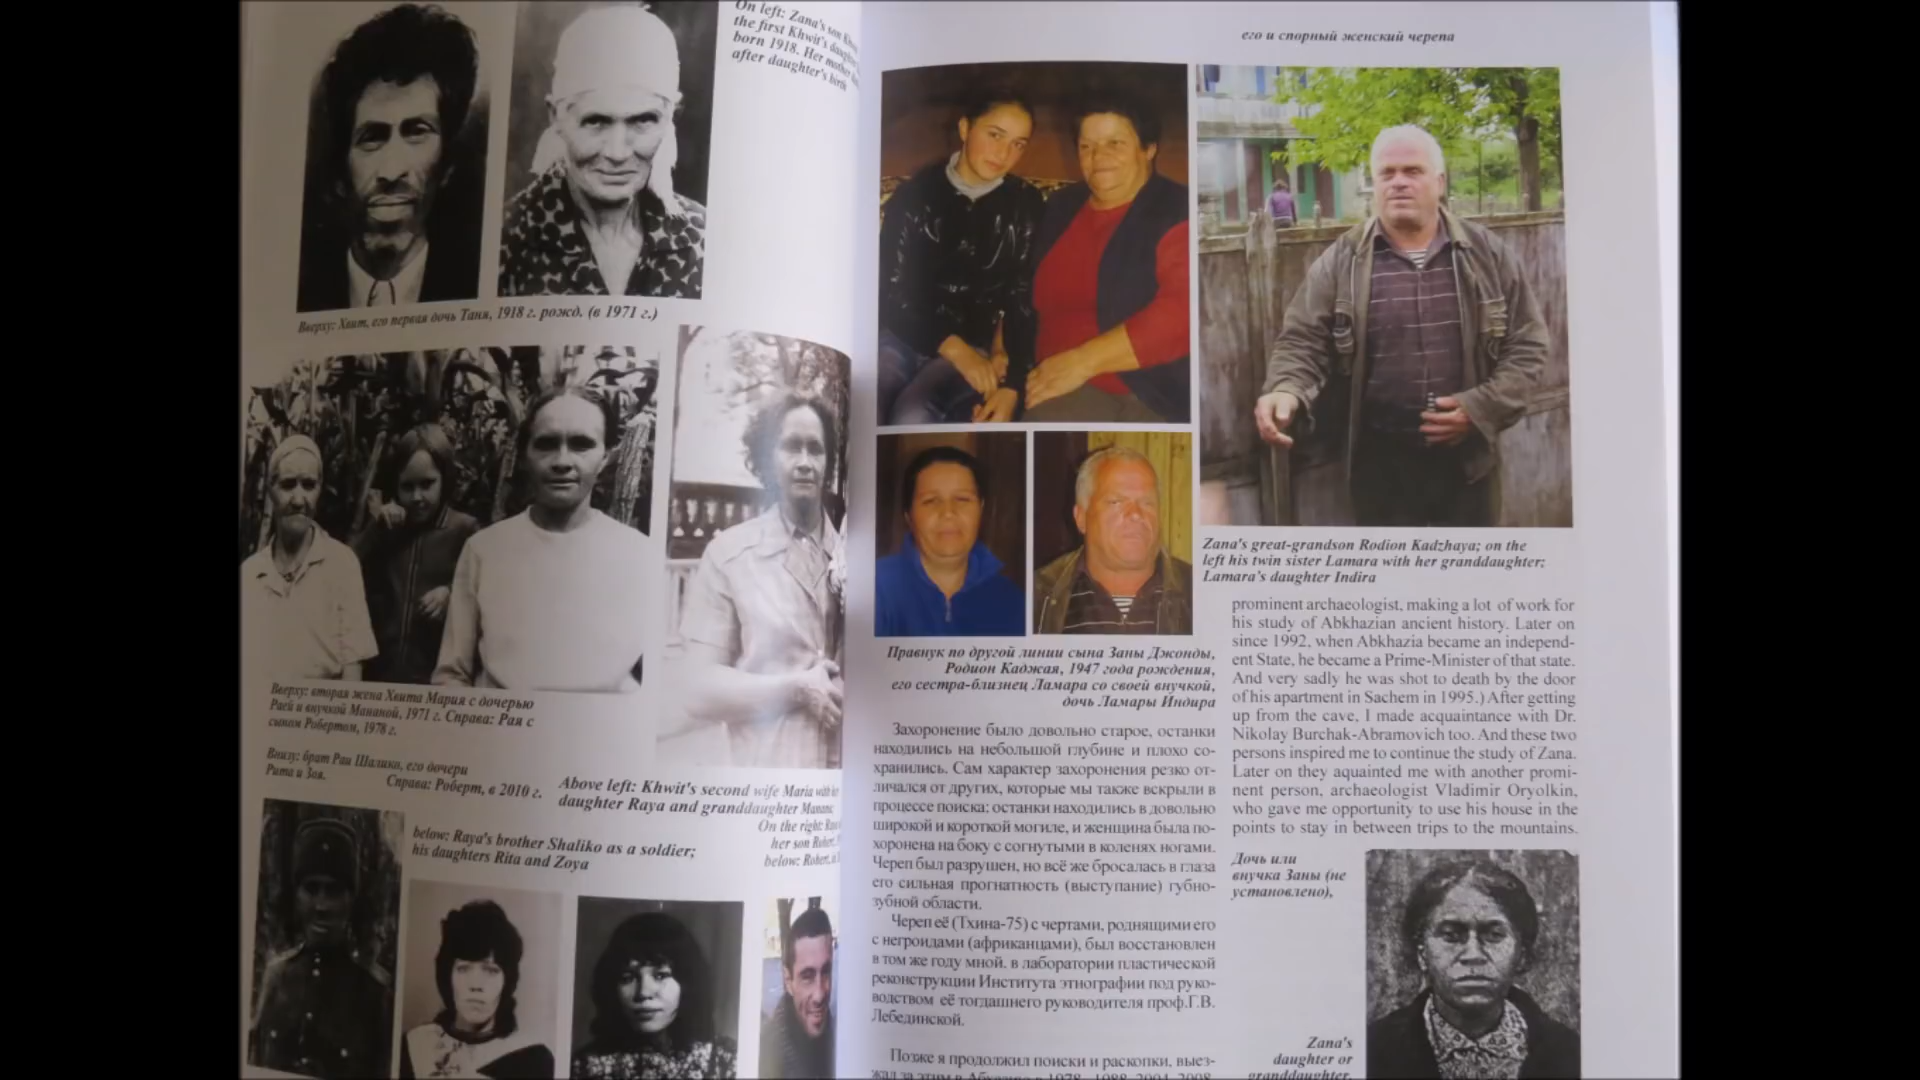 On left: Zana's son
the first Khwit's
born 1918. Her mother
after daughter's birth
Вверху: Хвит, его первая дочь Таня, 1918 г. рожд. (в 1971 г.)
Вверху: вторая жена Хвита Мария с дочерью
Раей и внучкой Мананой, 1971 г. Справа: Рая с
сыном Робертом, 1978 г.
Внизу: брат Раи Шалико, его дочери
Рита и Зоя.
Справа: Роберт, в 2010 г.
Above left: Khwit's second wife Maria with
daughter Raya and granddaughter
On the right:
her son Robert
below: Robert
below: Raya's brother Shaliko as a soldier;
his daughters Rita and Zoya
его и спорный женский черепа
Zana's great-grandson Rodion Kadzhaya; on the
left his twin sister Lamara with her granddaughter;
Lamara's daughter Indira
Правнук по другой линии сына Заны Джонды,
Родион Каджая, 1947 года рождения,
его сестра-близнец Ламара со своей внучкой,
дочь Ламары Индира
Захоронение было довольно старое, останки
находились на небольшой глубине и плохо со-
хранились. Сам характер захоронения резко от-
личался от других, которые мы также вскрыли в
процессе поиска: останки находились в довольно
широкой и короткой могиле, и женщина была по-
хоронена на боку с согнутыми в коленях ногами.
Череп был разрушен, но всё же бросалась в глаза
его сильная прогнатность (выступание) губно-
зубной области.
Череп её (Тхина-75) с чертами, роднящими его
с негроидами (африканцами), был восстановлен
в том же году мной. в лаборатории пластической
реконструкции Института этнографии под руко-
водством её тогдашнего руководителя проф.Г.В.
Лебединской.
Позже я продолжил поиски и раскопки. выез-
жал за этим в Абхазию в 1978, 1988, 2004, 2008,
prominent archaeologist, making a lot of work for
his study of Abkhazian ancient history. Later on
since 1992, when Abkhazia became an independ-
ent State, he became a Prime-Minister of that state.
And very sadly he was shot to death by the door
of his apartment in Sachem in 1995.) After getting
up from the cave, I made acquaintance with Dr.
Nikolay Burchak-Abramovich too. And these two
persons inspired me to continue the study of Zana.
Later on they aquainted me with another promi-
nent person, archaeologist Vladimir Oryolkin,
who gave me opportunity to use his house in the
points to stay in between trips to the mountains.
Дочь или
внучка Заны (не
установлено),
Zana's
daughter or
granddaughter.